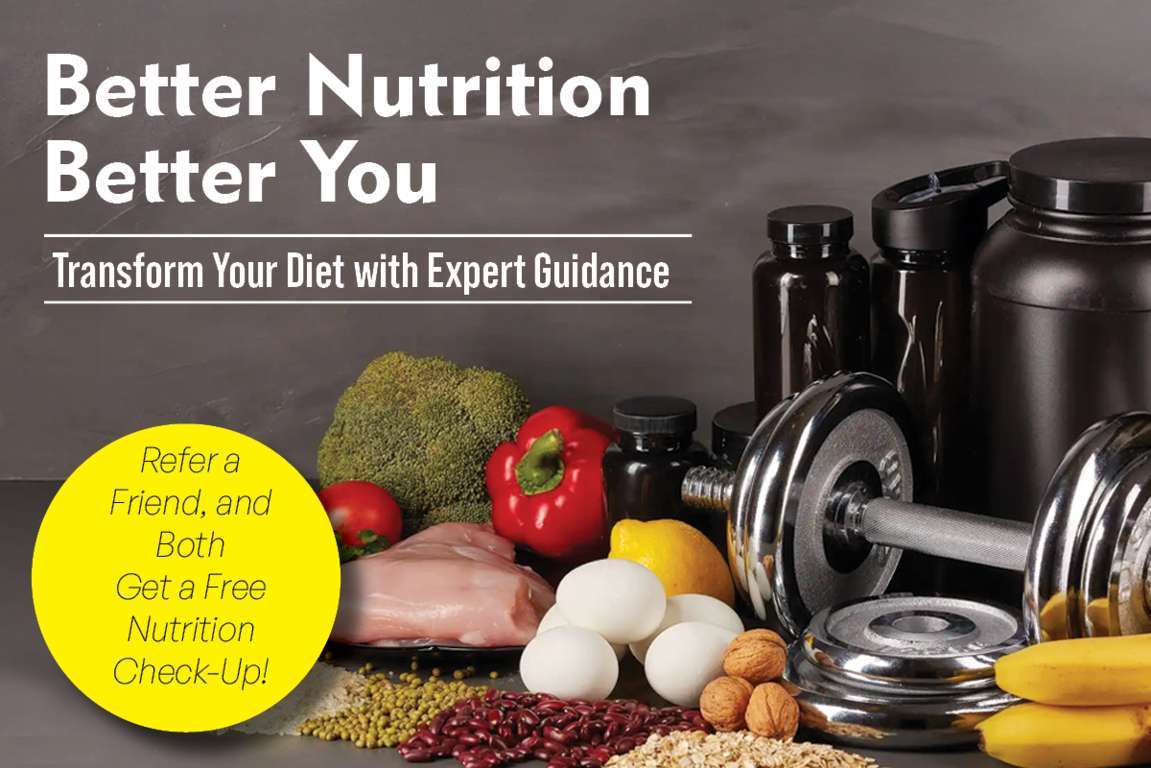 Better Nutrition
Better You
Transform Your Diet with Expert Guidance
Refer a
Friend, and
Both
Get a Free
Nutrition
Check-Up!